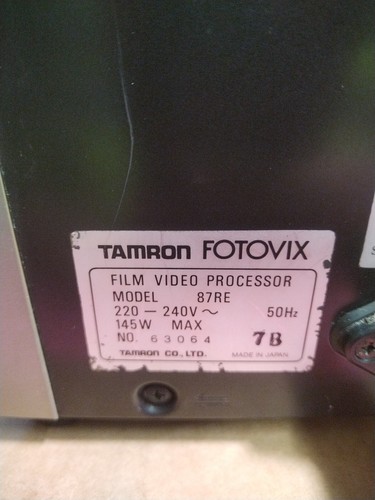 TAMRON FOTOVIX
FILM VIDEO PROCESSOR
MODEL 87RE
220 — 240V ～ 50Hz
145W MAX
NO. 63064 7B
TAMRON CO., LTD. MADE IN JAPAN